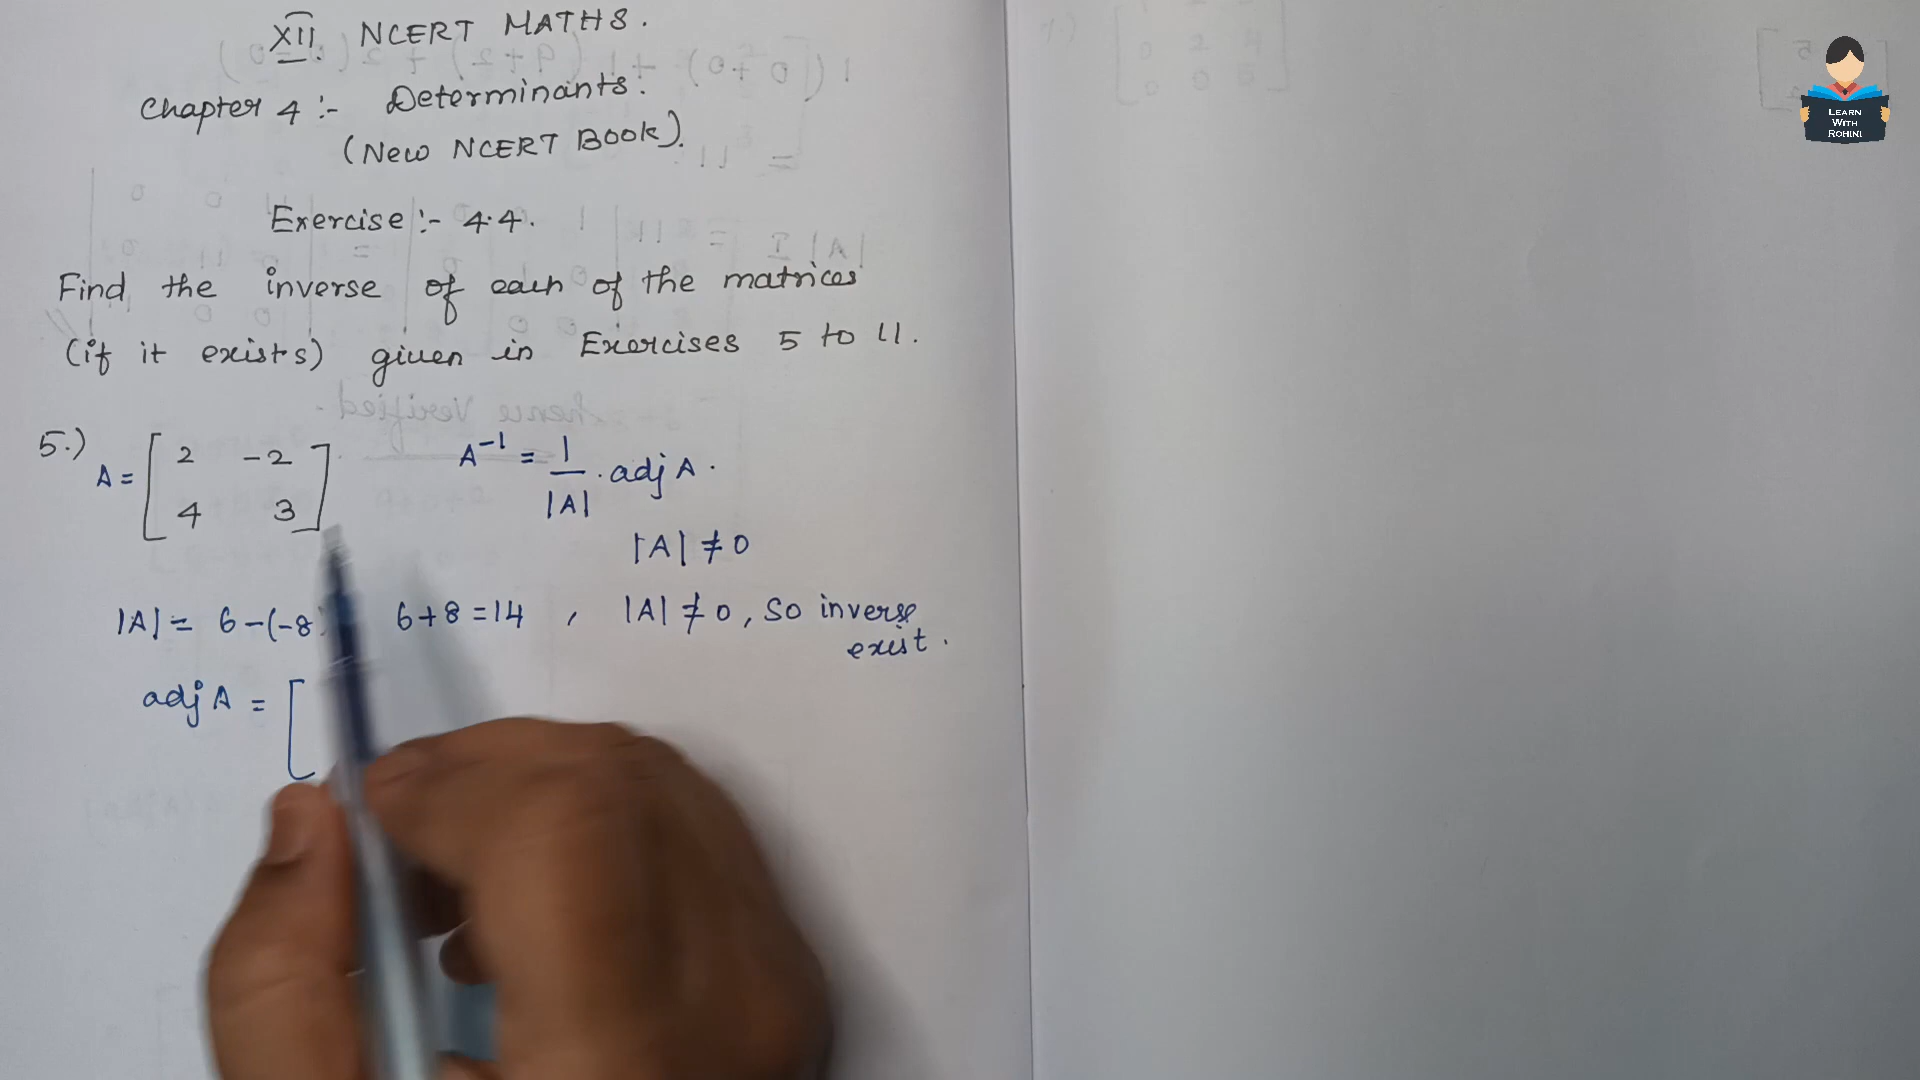 XII NCERT MATHS.
Chapter 4 :- Determinants.
(New NCERT Book).
Exercise :- 4.4.
Find the inverse of each of the matrices
(if it exists) given in Exercises 5 to 11.
5.) A = [ 2 -2
4 3 ]
A⁻¹ = 1/|A| . adj A .
|A| ≠ 0
|A| = 6-(-8) 6+8 = 14 , |A| ≠ 0, So inverse
exist .
adj A = [
LEARN
WITH
ROHINI